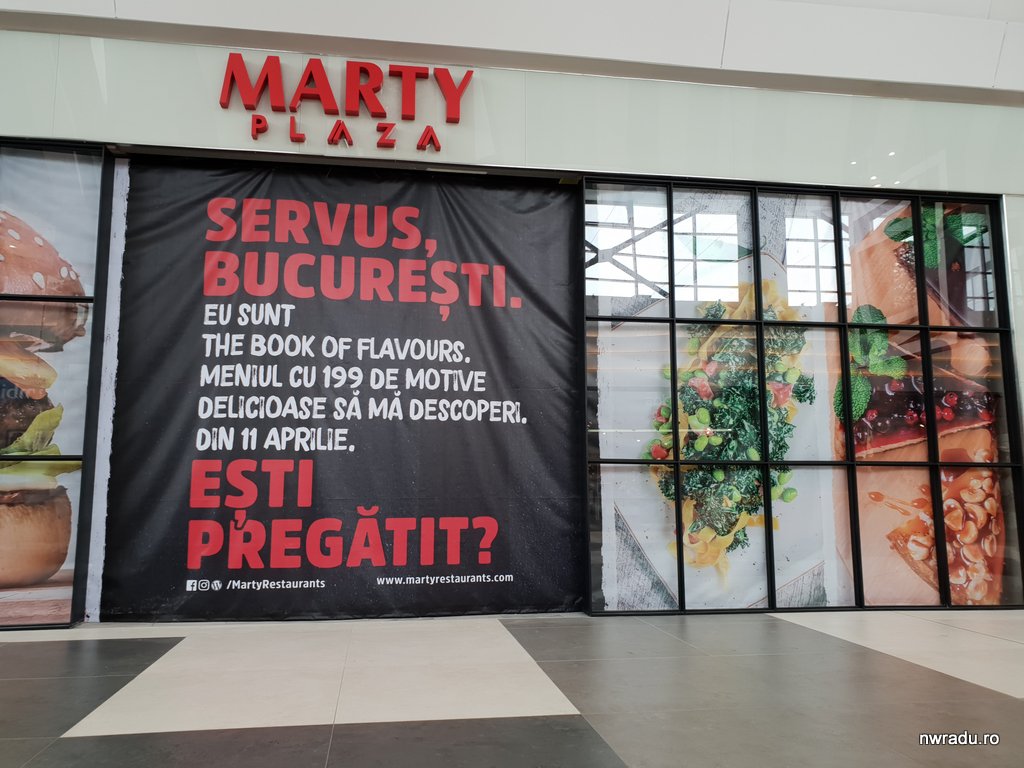 MARTY
PLAZA
SERVUS,
BUCUREȘTI.
EU SUNT
THE BOOK OF FLAVOURS.
MENIUL CU 199 DE MOTIVE
DELICIOASE SĂ MĂ DESCOPERI.
DIN 11 APRILIE.
EȘTI
PREGĂTIT?
/MartyRestaurants www.martyrestaurants.com
nwradu.ro